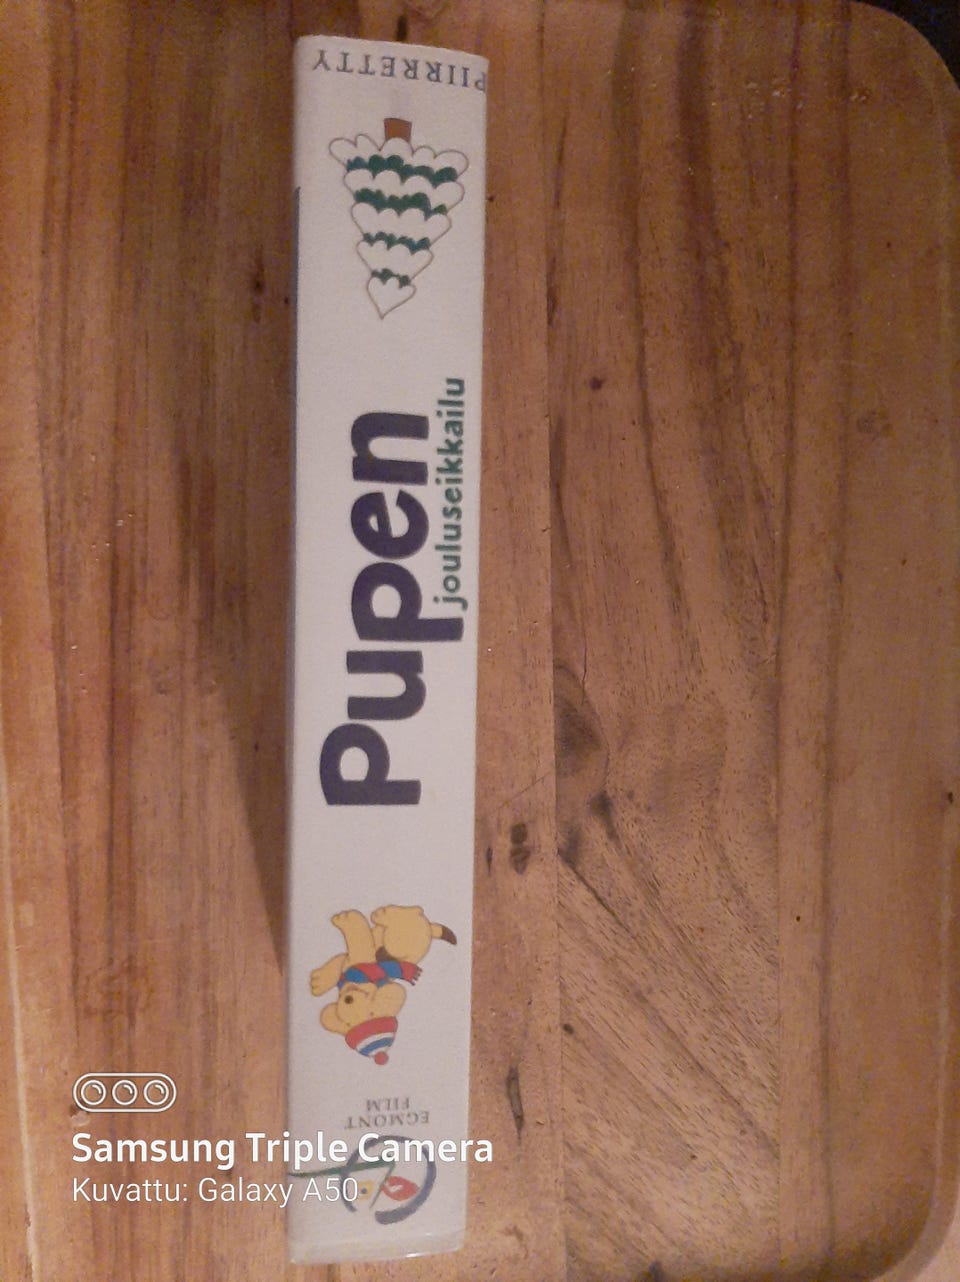 PIIRRETTY
Pupen
jouluseikkailu
EGMONT
FILM
Samsung Triple Camera
Kuvattu: Galaxy A50